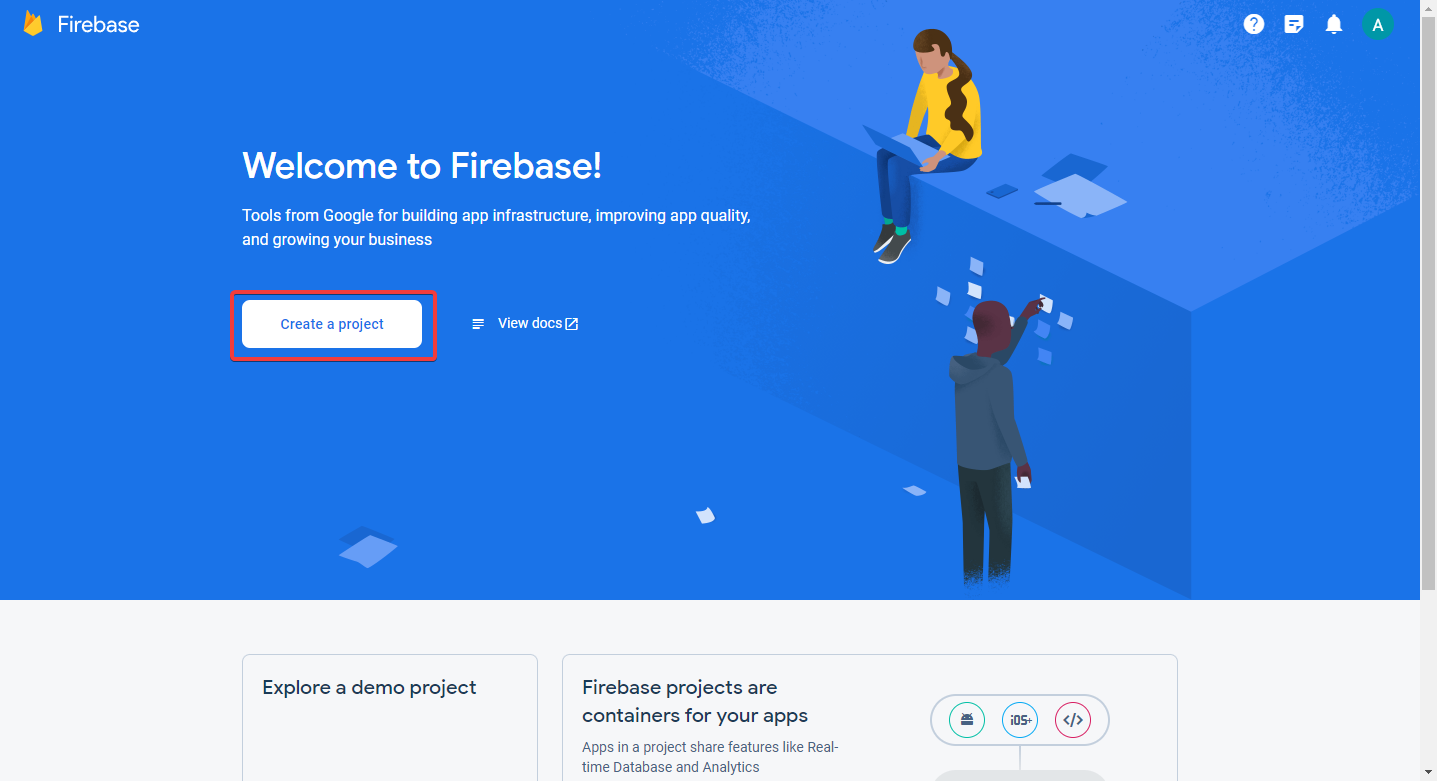 Firebase
A
Welcome to Firebase!
Tools from Google for building app infrastructure, improving app quality,
and growing your business
Create a project
View docs
Explore a demo project
Firebase projects are
containers for your apps
Apps in a project share features like Real-
time Database and Analytics
iOS+